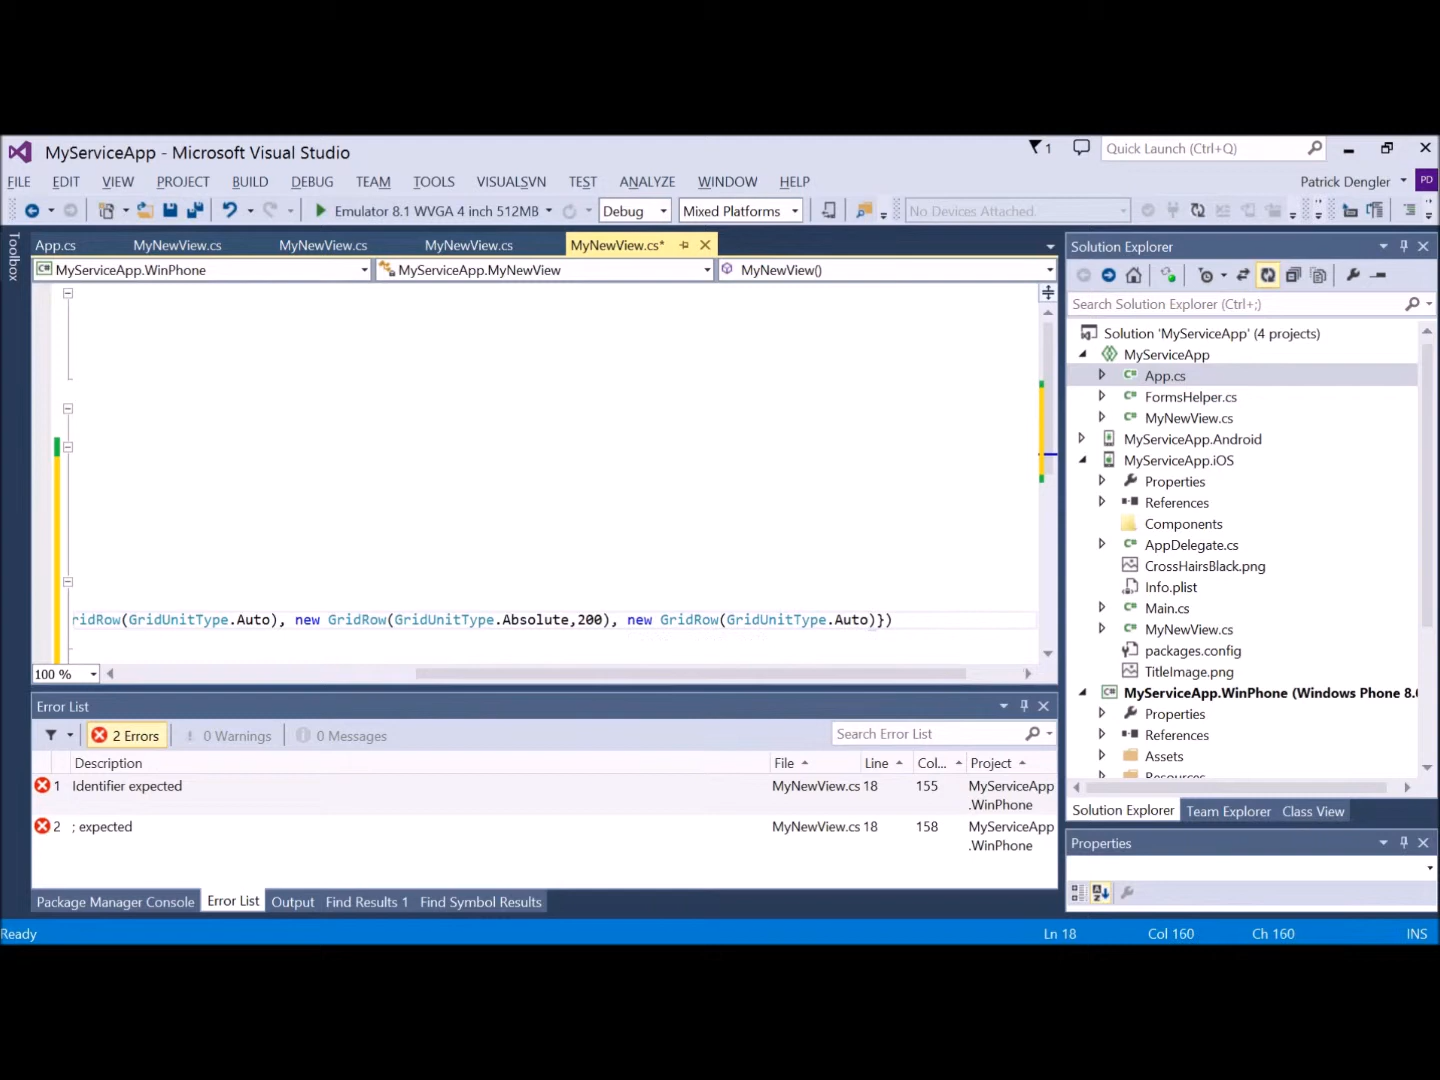 MyServiceApp - Microsoft Visual Studio
1
Quick Launch (Ctrl+Q)
FILE EDIT VIEW PROJECT BUILD DEBUG TEAM TOOLS VISUALSVN TEST ANALYZE WINDOW HELP
Patrick Dengler PD
Emulator 8.1 WVGA 4 inch 512MB Debug Mixed Platforms No Devices Attached.
Toolbox
App.cs MyNewView.cs MyNewView.cs MyNewView.cs MyNewView.cs*
MyServiceApp.WinPhone MyServiceApp.MyNewView MyNewView()
ridRow(GridUnitType.Auto), new GridRow(GridUnitType.Absolute,200), new GridRow(GridUnitType.Auto)})
100 %
Error List
2 Errors 0 Warnings 0 Messages Search Error List
Description File Line Col... Project
1 Identifier expected MyNewView.cs 18 155 MyServiceApp
.WinPhone
2 ; expected MyNewView.cs 18 158 MyServiceApp
.WinPhone
Package Manager Console Error List Output Find Results 1 Find Symbol Results
Solution Explorer
Search Solution Explorer (Ctrl+;)
Solution 'MyServiceApp' (4 projects)
MyServiceApp
App.cs
FormsHelper.cs
MyNewView.cs
MyServiceApp.Android
MyServiceApp.iOS
Properties
References
Components
AppDelegate.cs
CrossHairsBlack.png
Info.plist
Main.cs
MyNewView.cs
packages.config
TitleImage.png
MyServiceApp.WinPhone (Windows Phone 8.
Properties
References
Assets
Resources
Solution Explorer Team Explorer Class View
Properties
Ready Ln 18 Col 160 Ch 160 INS